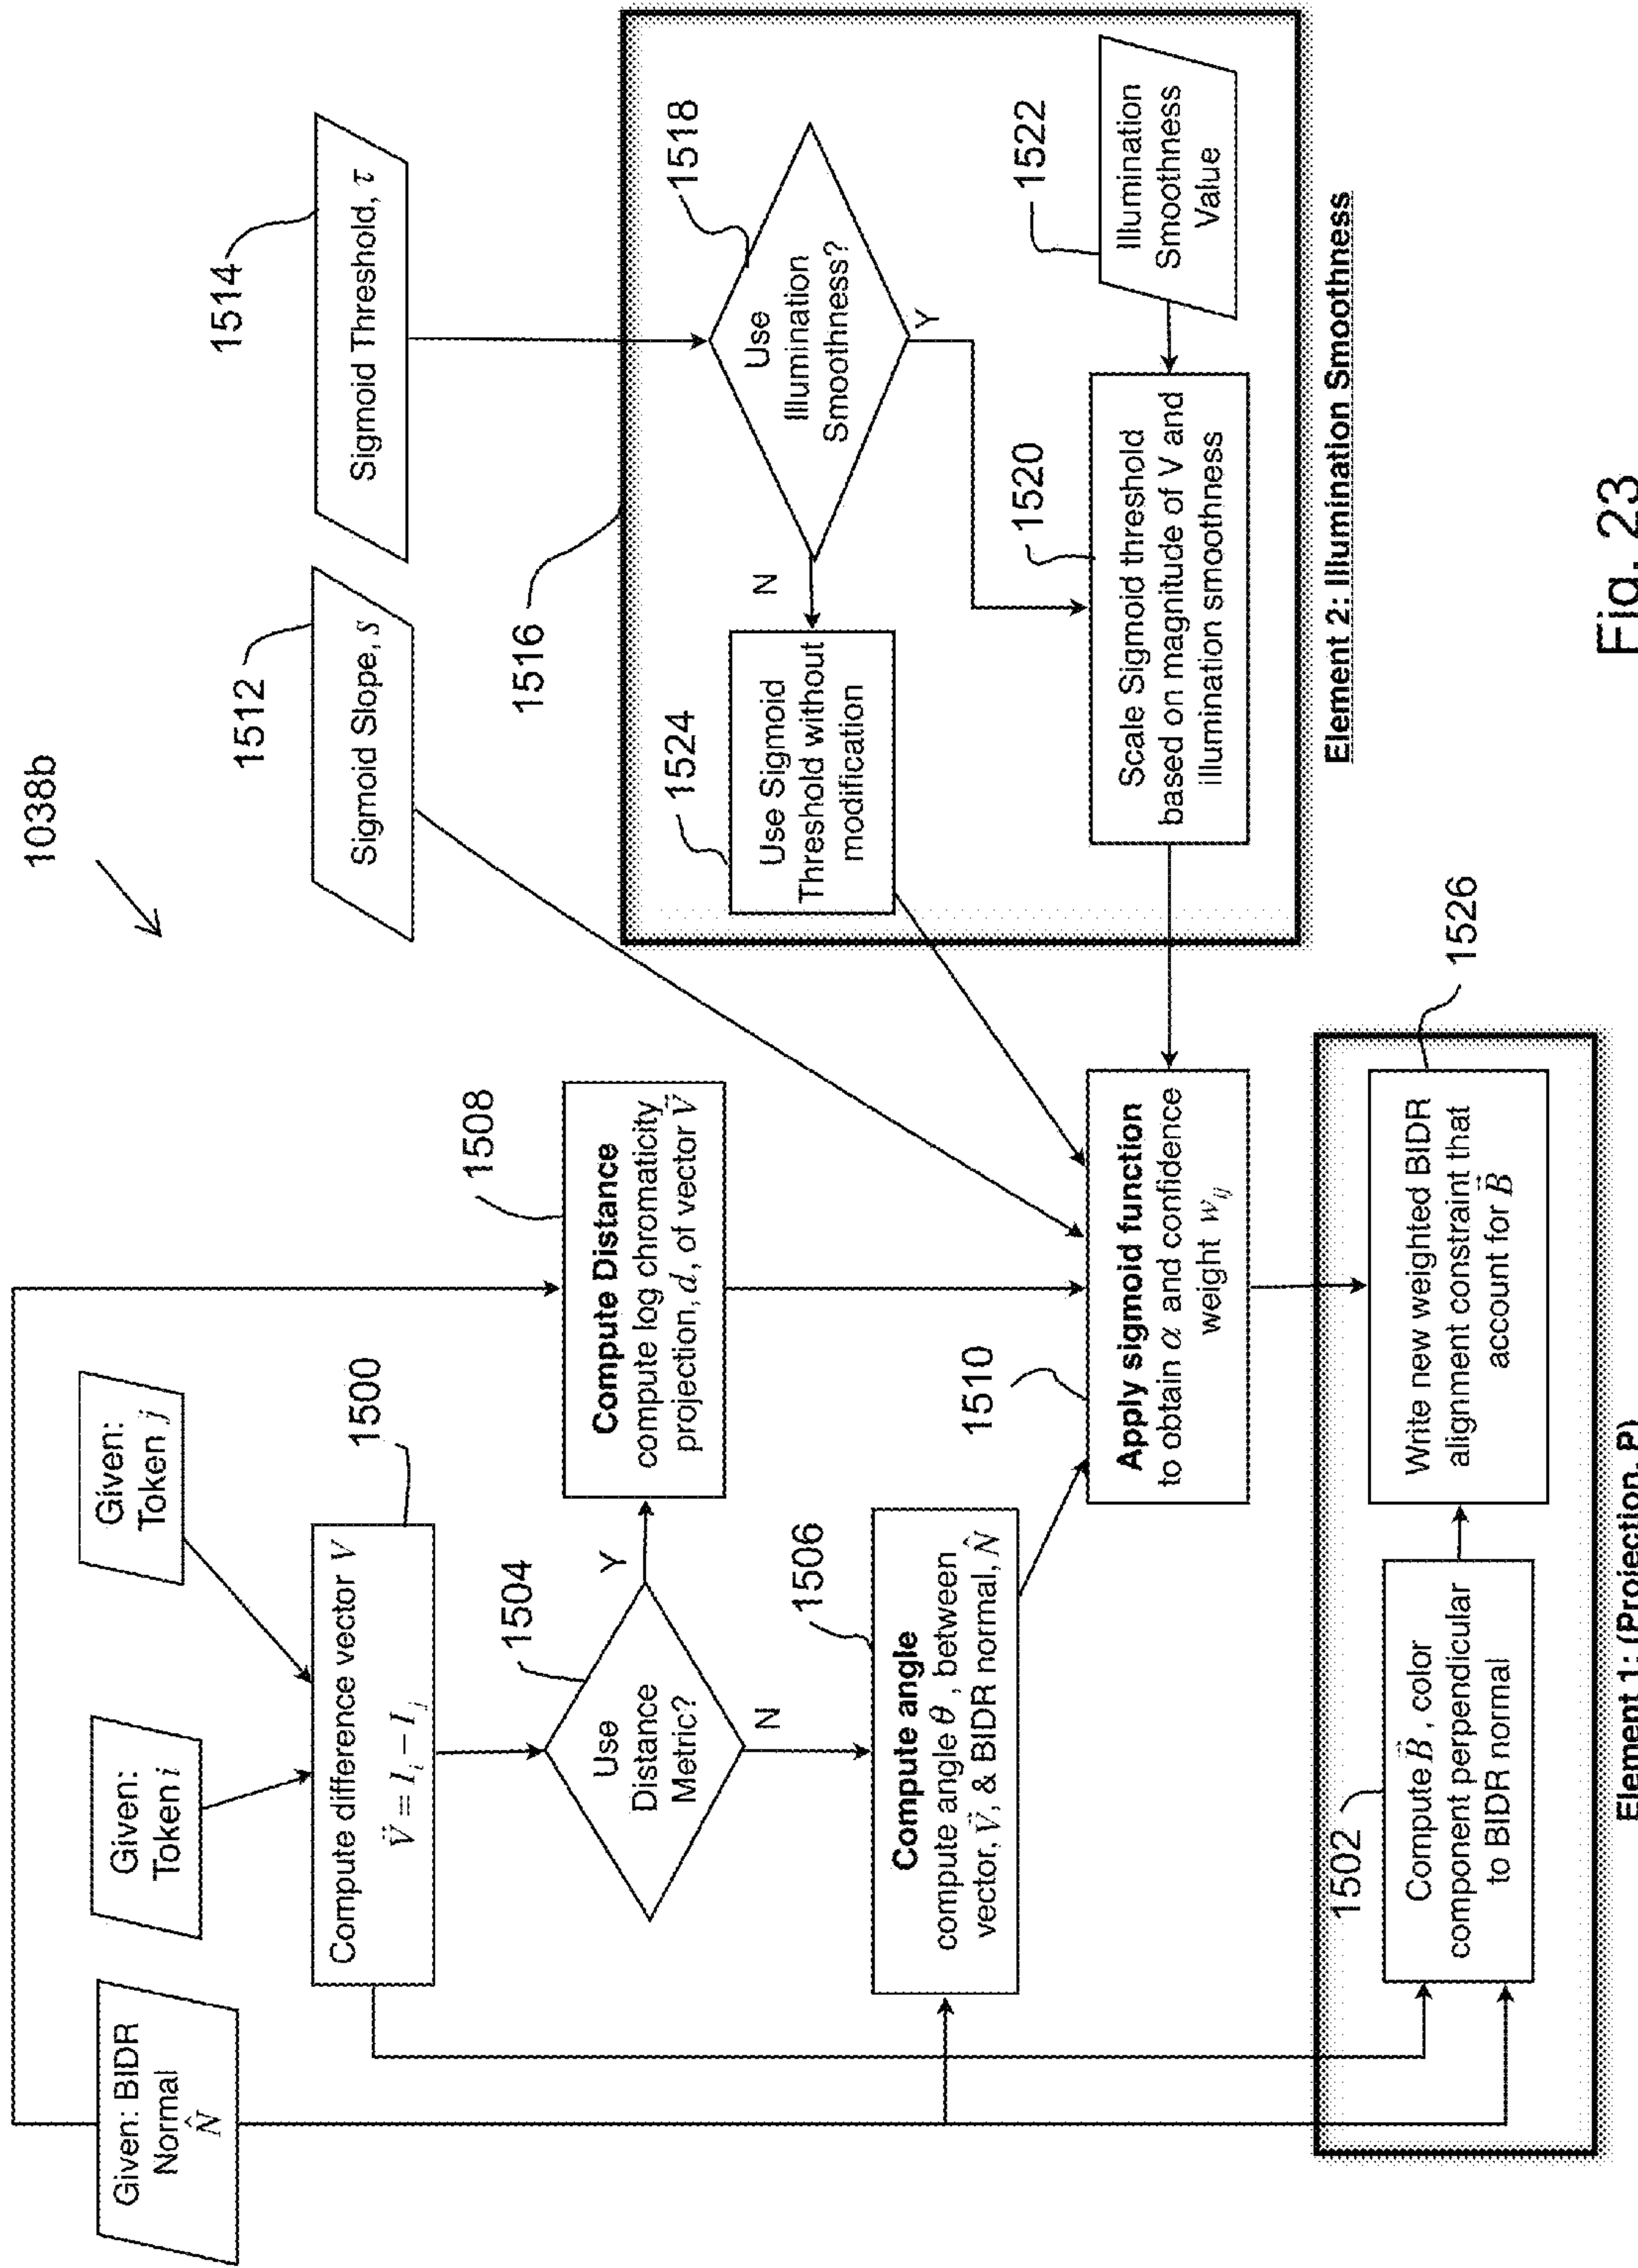 1038b
Given: BIDR
Normal
N̂
Given:
Token i
Given:
Token j
1500
Compute difference vector V
V⃗ = I_i – I_j
1504
Use
Distance
Metric?
Y
N
1508
Compute Distance
compute log chromaticity
projection, d, of vector V⃗
1506
Compute angle
compute angle θ, between
vector, V⃗, & BIDR normal, N̂
1512
Sigmoid Slope, s
1514
Sigmoid Threshold, τ
1516
1518
Use
Illumination
Smoothness?
N
Y
1524
Use Sigmoid
Threshold without
modification
1520
Scale Sigmoid threshold
based on magnitude of V and
illumination smoothness
1522
Illumination
Smoothness
Value
Element 2: Illumination Smoothness
1510
Apply sigmoid function
to obtain α and confidence
weight w_ij
1502
Compute B⃗, color
component perpendicular
to BIDR normal
1526
Write new weighted BIDR
alignment constraint that
account for B⃗
Element 1: (Projection, P)
Fig. 23